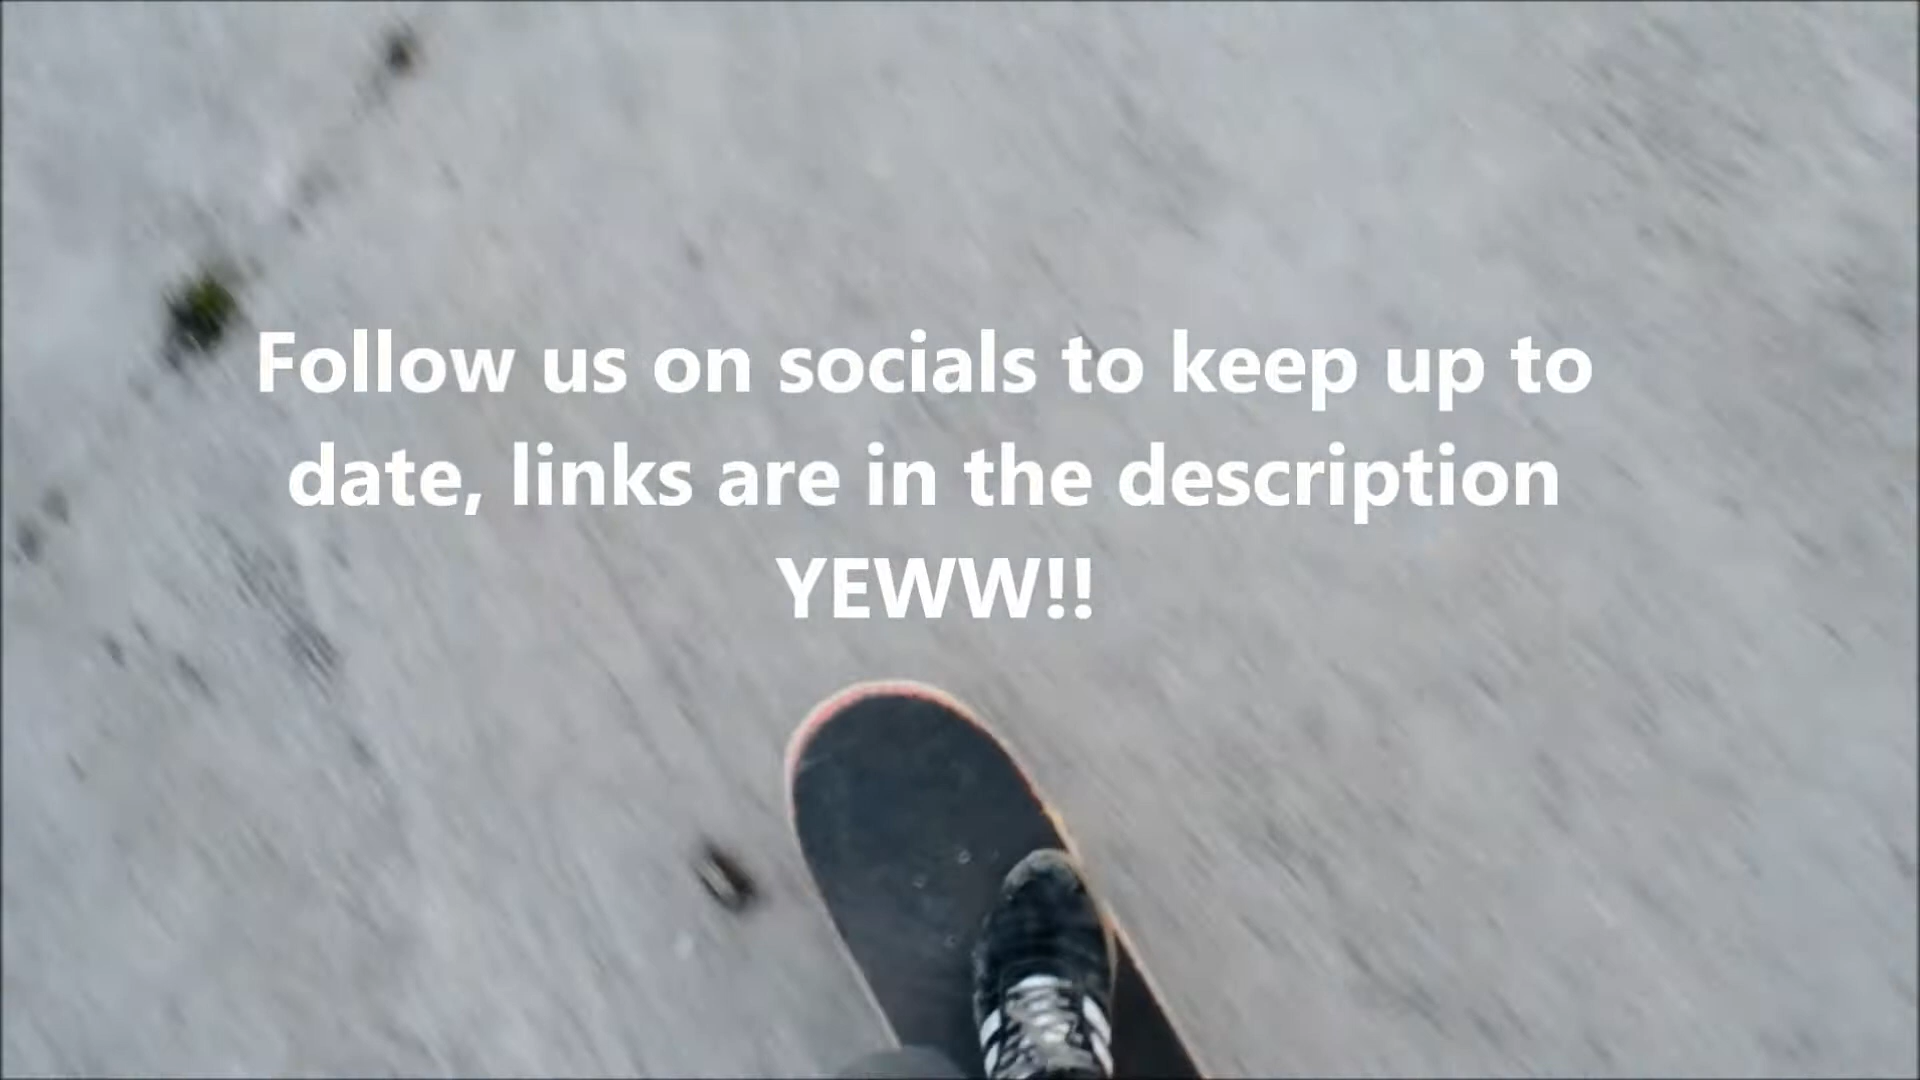 Follow us on socials to keep up to
date, links are in the description
YEWW!!